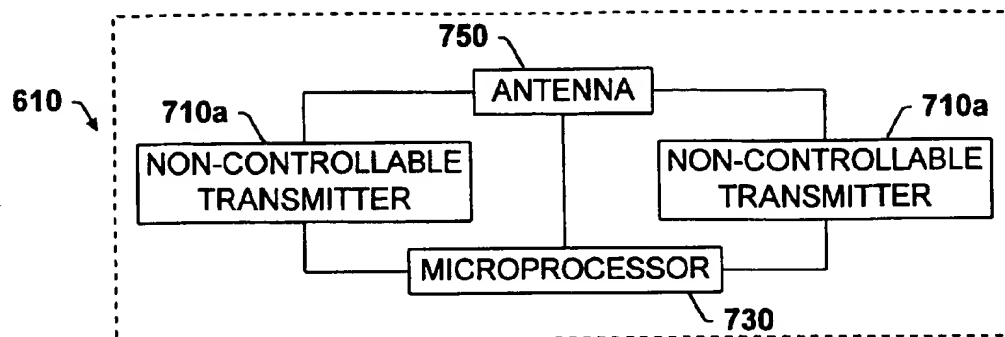 750
ANTENNA
610
710a
710a
NON-CONTROLLABLE
TRANSMITTER
NON-CONTROLLABLE
TRANSMITTER
MICROPROCESSOR
730